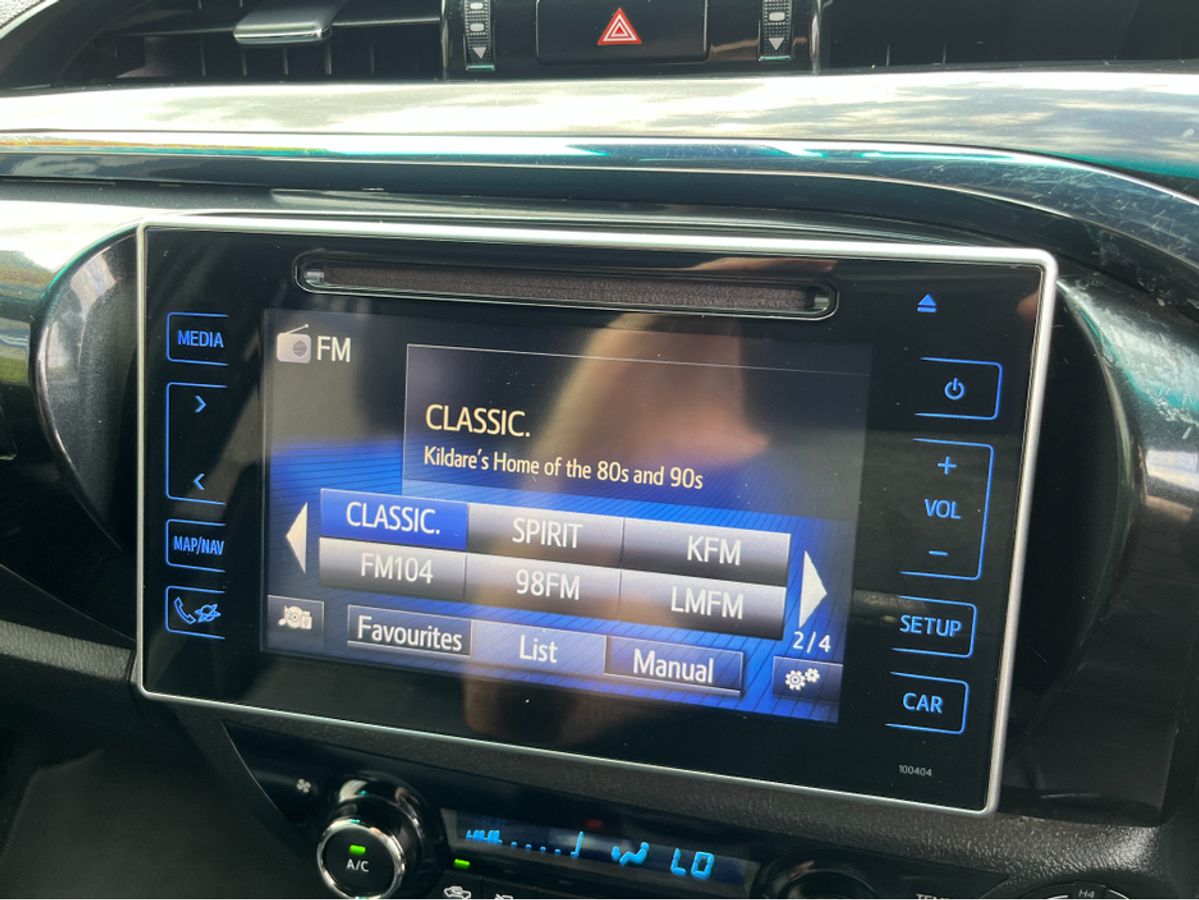 MEDIA
FM
CLASSIC.
Kildare's Home of the 80s and 90s
CLASSIC.
SPIRIT
KFM
FM104
98FM
LMFM
2/4
Favourites
List
Manual
MAP/NAV
VOL
SETUP
CAR
100404
A/C
LO
H4